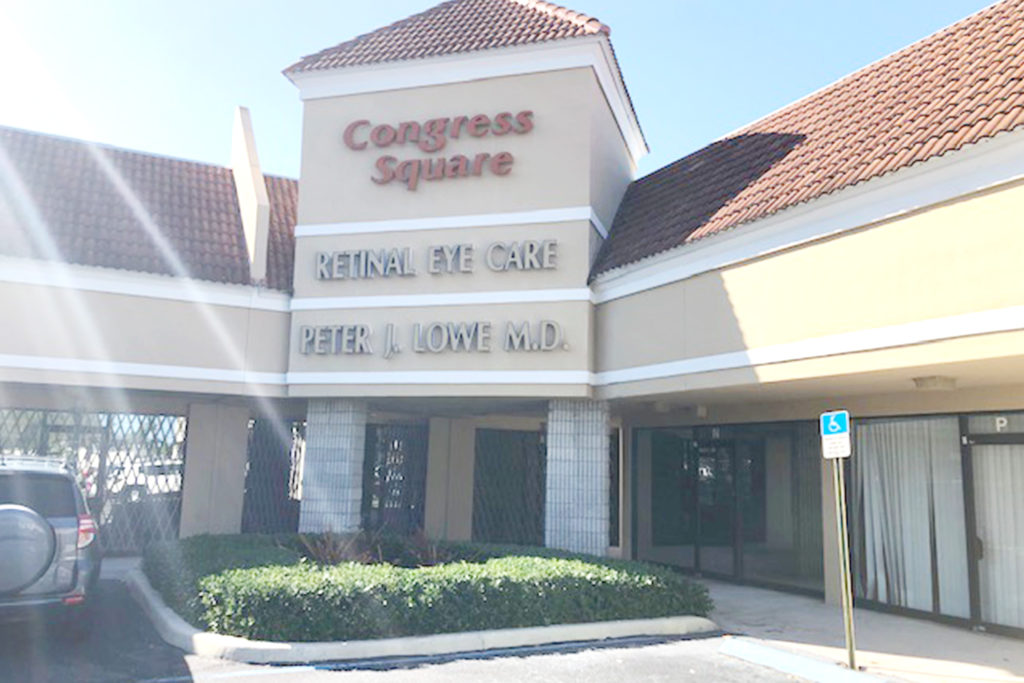 Congress
Square
RETINAL EYE CARE
PETER J. LOWE M.D.
N
P